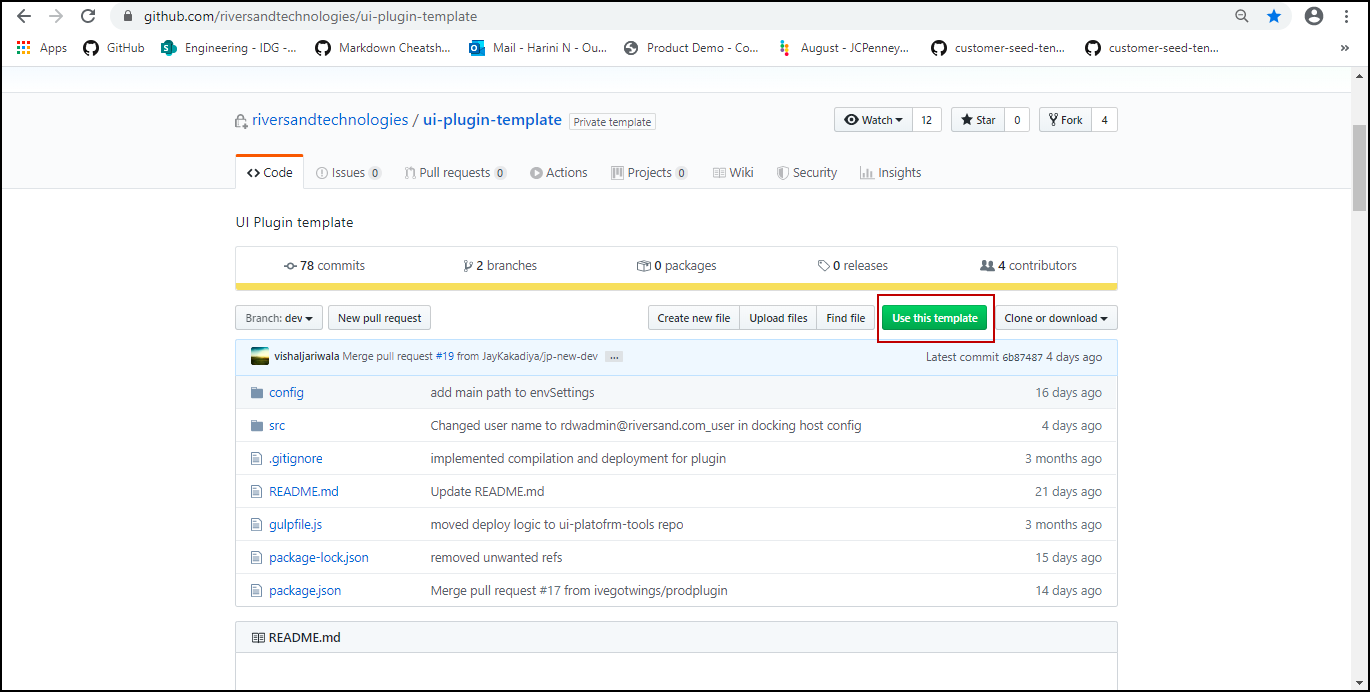 github.com/riversandtechnologies/ui-plugin-template
Apps GitHub Engineering - IDG -... Markdown Cheatsh... Mail - Harini N - Ou... Product Demo - Co... August - JCPenney,... customer-seed-ten... customer-seed-ten... »
riversandtechnologies / ui-plugin-template Private template Watch 12 Star 0 Fork 4
Code Issues 0 Pull requests 0 Actions Projects 0 Wiki Security Insights
UI Plugin template
78 commits 2 branches 0 packages 0 releases 4 contributors
Branch: dev New pull request Create new file Upload files Find file Use this template Clone or download
vishaljariwala Merge pull request #19 from JayKakadiya/jp-new-dev ... Latest commit 6b87487 4 days ago
config add main path to envSettings 16 days ago
src Changed user name to rdwadmin@riversand.com_user in docking host config 4 days ago
.gitignore implemented compilation and deployment for plugin 3 months ago
README.md Update README.md 21 days ago
gulpfile.js moved deploy logic to ui-platofrm-tools repo 3 months ago
package-lock.json removed unwanted refs 15 days ago
package.json Merge pull request #17 from ivegotwings/prodplugin 14 days ago
README.md